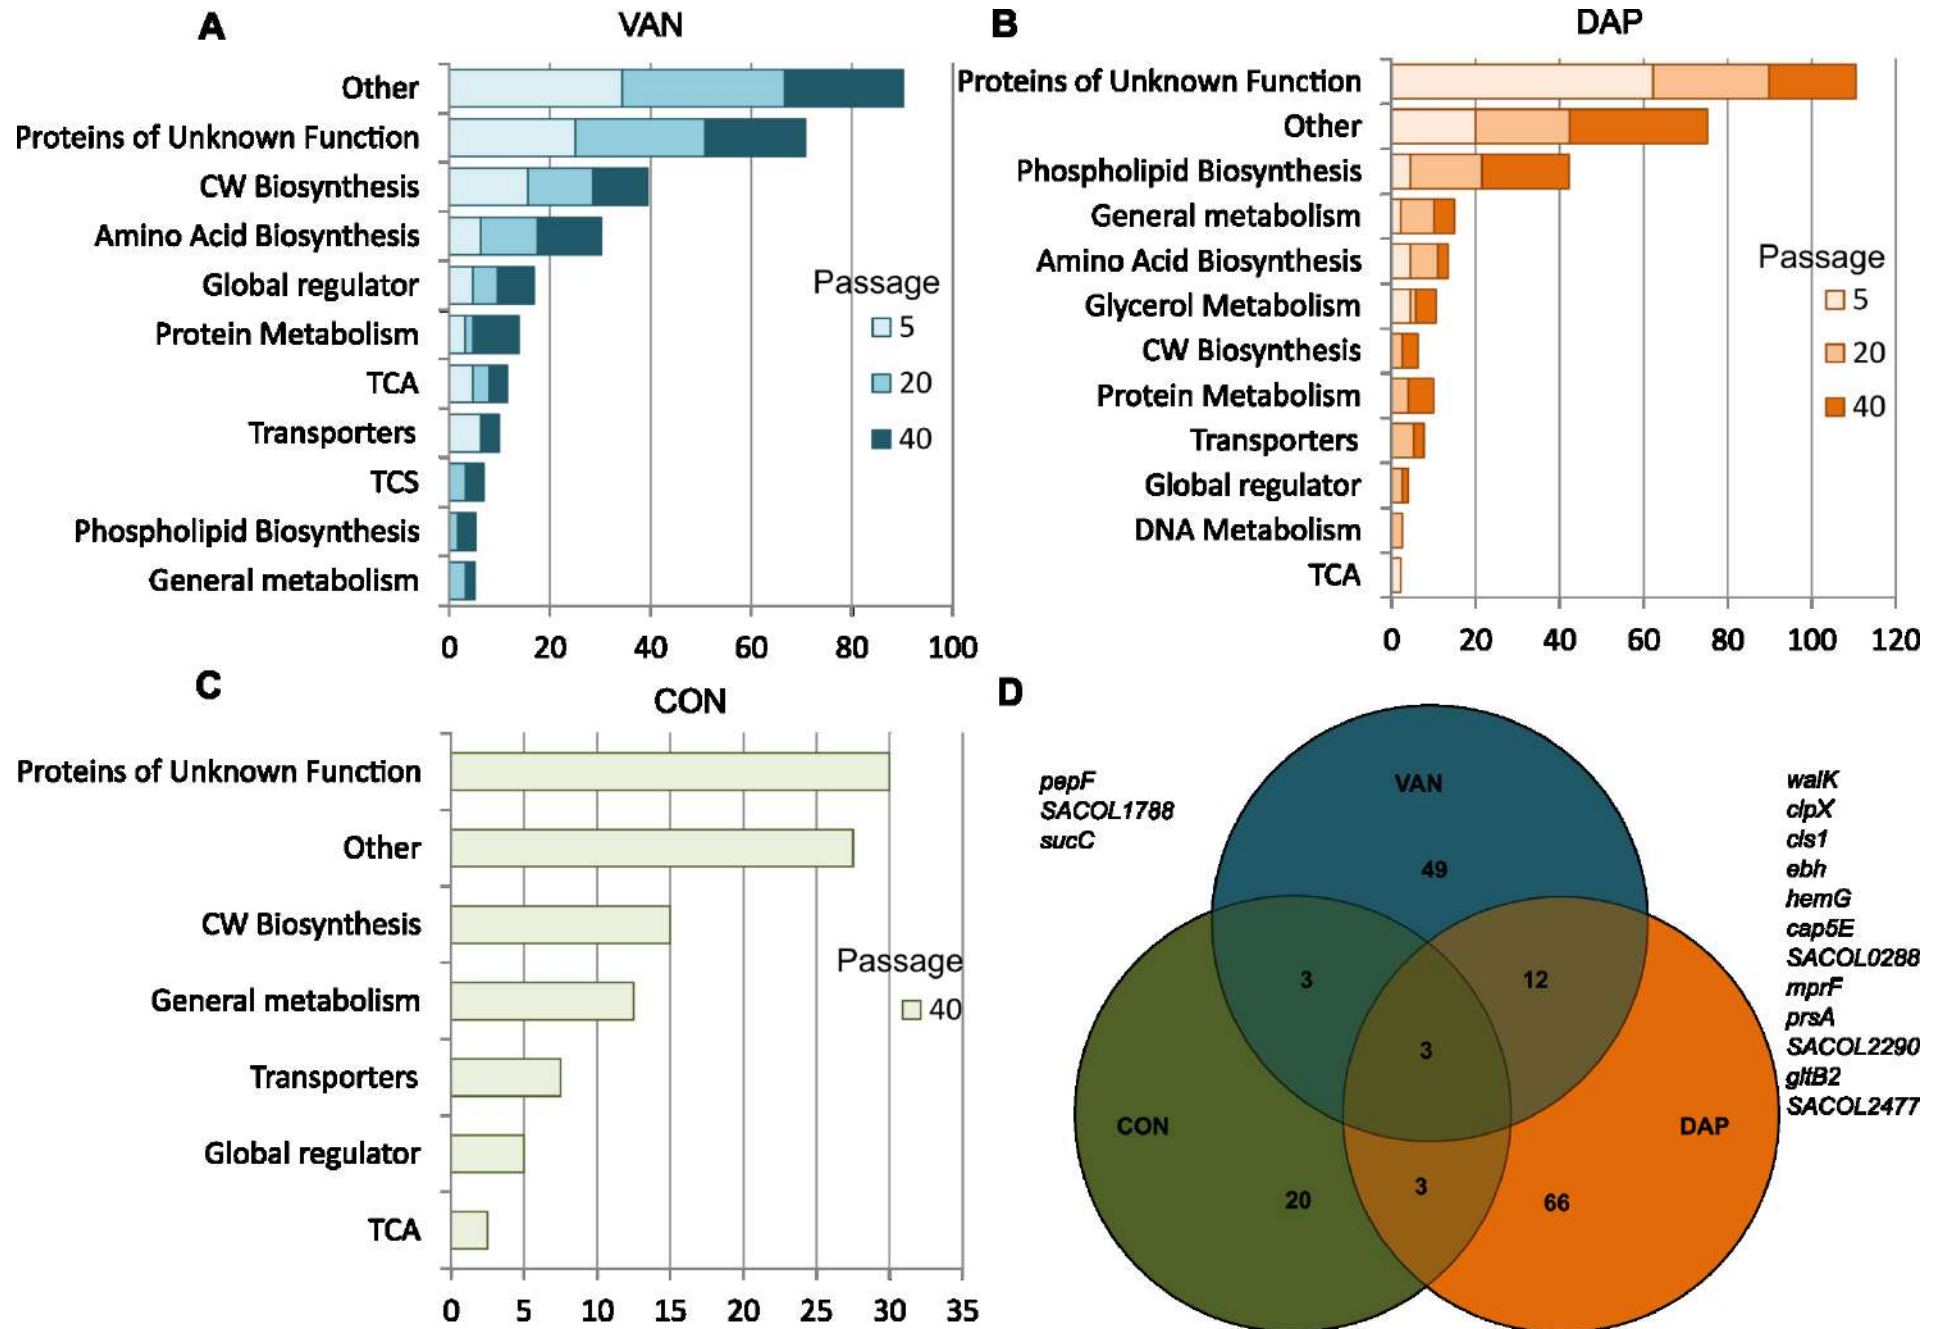 A
VAN
Other
Proteins of Unknown Function
CW Biosynthesis
Amino Acid Biosynthesis
Global regulator
Protein Metabolism
TCA
Transporters
TCS
Phospholipid Biosynthesis
General metabolism
Passage
5
20
40
0 20 40 60 80 100
B
DAP
Proteins of Unknown Function
Other
Phospholipid Biosynthesis
General metabolism
Amino Acid Biosynthesis
Glycerol Metabolism
CW Biosynthesis
Protein Metabolism
Transporters
Global regulator
DNA Metabolism
TCA
Passage
5
20
40
0 20 40 60 80 100 120
C
CON
Proteins of Unknown Function
Other
CW Biosynthesis
General metabolism
Transporters
Global regulator
TCA
Passage
40
0 5 10 15 20 25 30 35
D
pepF
SACOL1788
sucC
VAN
49
3
12
3
CON
DAP
20
3
66
walK
clpX
cls1
ebh
hemG
cap5E
SACOL0288
mprF
prsA
SACOL2290
gltB2
SACOL2477